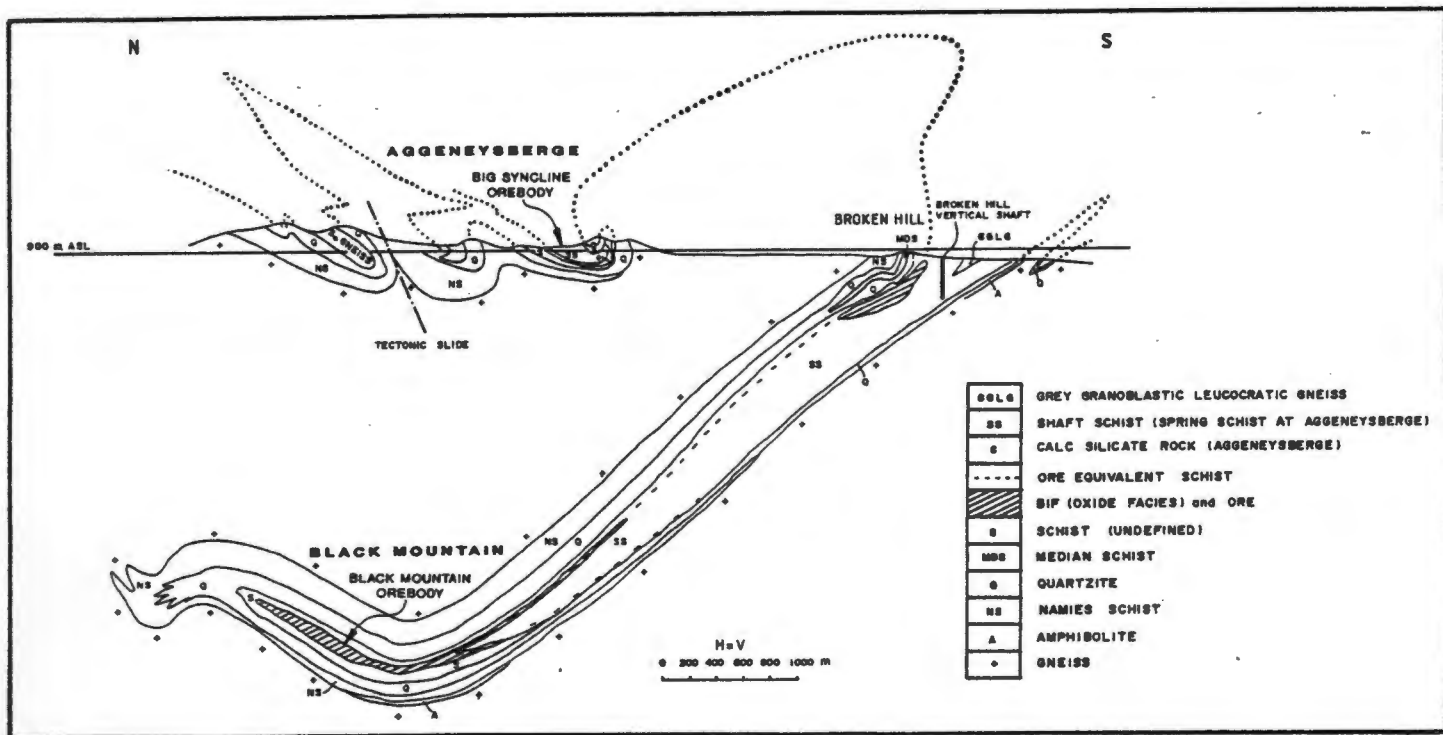 N
S
AGGENEYSBERGE
BIG SYNCLINE
OREBODY
BROKEN HILL
BROKEN HILL
VERTICAL SHAFT
MDS
GGLG
900 m ASL
Q
Q
GNEISS
NS
NS
Q
SS
Q
NS
Q
Q
A
Q
TECTONIC SLIDE
SS
Q
BLACK MOUNTAIN
BLACK MOUNTAIN
OREBODY
NS
Q
SS
NS
Q
S
S
NS
Q
A
H=V
0 200 400 600 800 1000 m
GGLG GREY GRANOBLASTIC LEUCOCRATIC GNEISS
SS SHAFT SCHIST (SPRING SCHIST AT AGGENEYSBERGE)
S CALC SILICATE ROCK (AGGENEYSBERGE)
ORE EQUIVALENT SCHIST
BIF (OXIDE FACIES) and ORE
S SCHIST (UNDEFINED)
MDS MEDIAN SCHIST
Q QUARTZITE
NS NAMIES SCHIST
A AMPHIBOLITE
+ GNEISS